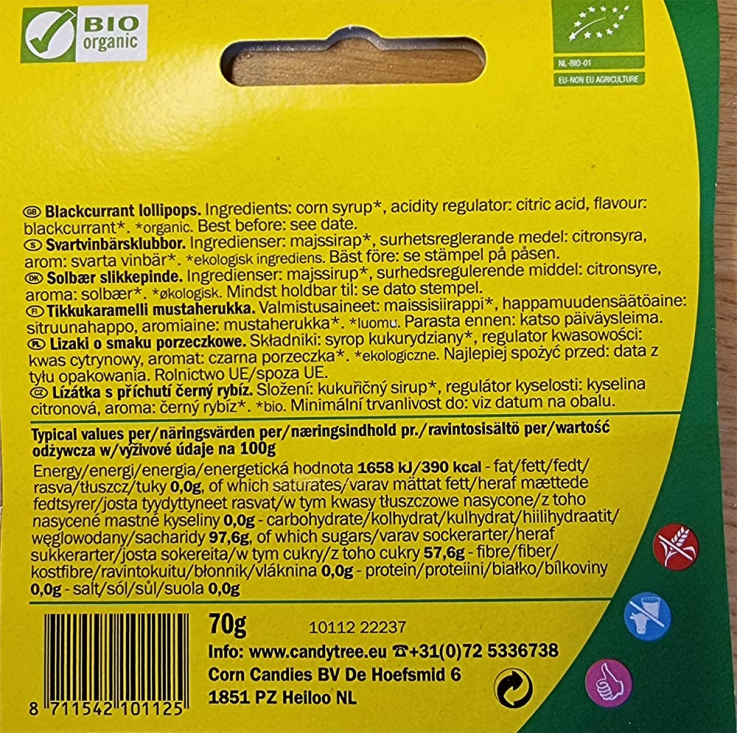 BIO
organic
NL-BIO-01
EU-NON EU AGRICULTURE
GB Blackcurrant lollipops. Ingredients: corn syrup*, acidity regulator: citric acid, flavour:
blackcurrant*. *organic. Best before: see date.
S Svartvinbärsklubbor. Ingredienser: majssirap*, surhetsreglerande medel: citronsyra,
arom: svarta vinbär*. *ekologisk ingrediens. Bäst före: se stämpel på påsen.
DK Solbær slikkepinde. Ingredienser: majssirup*, surhedsregulerende middel: citronsyre,
aroma: solbær*. *økologisk. Mindst holdbar til: se dato stempel.
FI Tikkukaramelli mustaherukka. Valmistusaineet: maissisiirappi*, happamuudensäätöaine:
sitruunahappo, aromiaine: mustaherukka*. *luomu. Parasta ennen: katso päiväysleima.
PL Lizaki o smaku porzeczkowe. Składniki: syrop kukurydziany*, regulator kwasowości:
kwas cytrynowy, aromat: czarna porzeczka*. *ekologiczne. Najlepiej spożyć przed: data z
tyłu opakowania. Rolnictwo UE/spoza UE.
CZ Lízátka s příchutí černý rybíz. Složení: kukuřičný sirup*, regulátor kyselosti: kyselina
citronová, aroma: černý rybíz*. *bio. Minimální trvanlivost do: viz datum na obalu.
Typical values per/näringsvärden per/næringsindhold pr./ravintosisältö per/wartość
odżywcza w/výživové údaje na 100g
Energy/energi/energia/energetická hodnota 1658 kJ/390 kcal - fat/fett/fedt/
rasva/tłuszcz/tuky 0,0g, of which saturates/varav mättat fett/heraf mættede
fedtsyrer/josta tyydyttyneet rasvat/w tym kwasy tłuszczowe nasycone/z toho
nasycené mastné kyseliny 0,0g - carbohydrate/kolhydrat/kulhydrat/hiilihydraatit/
węglowodany/sacharidy 97,6g, of which sugars/varav sockerarter/heraf
sukkerarter/josta sokereita/w tym cukry/z toho cukry 57,6g - fibre/fiber/
kostfibre/ravintokuitu/błonnik/vláknina 0,0g - protein/proteiini/białko/bílkoviny
0,0g - salt/sól/sůl/suola 0,0g
70g
10112 22237
Info: www.candytree.eu ☎+31(0)72 5336738
Corn Candies BV De Hoefsmid 6
1851 PZ Heiloo NL
8 711542 101125